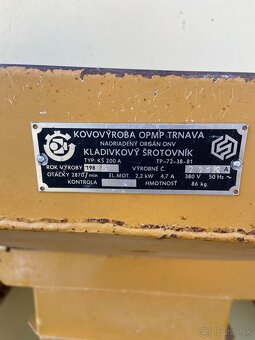 KOVOVÝROBA OPMP TRNAVA
NADRIADENÝ ORGÁN ONV
KLADIVKOVÝ ŠROTOVNÍK
TYP. KŠ 200 A TP–72–38–81
ROK VÝROBY 198 VÝROBNÉ Č.
OTÁČKY 2870/min EL.MOT. 2,2 kW 4,7 A 380 V 50 Hz ~
KONTROLA HMOTNOSŤ 86 kg